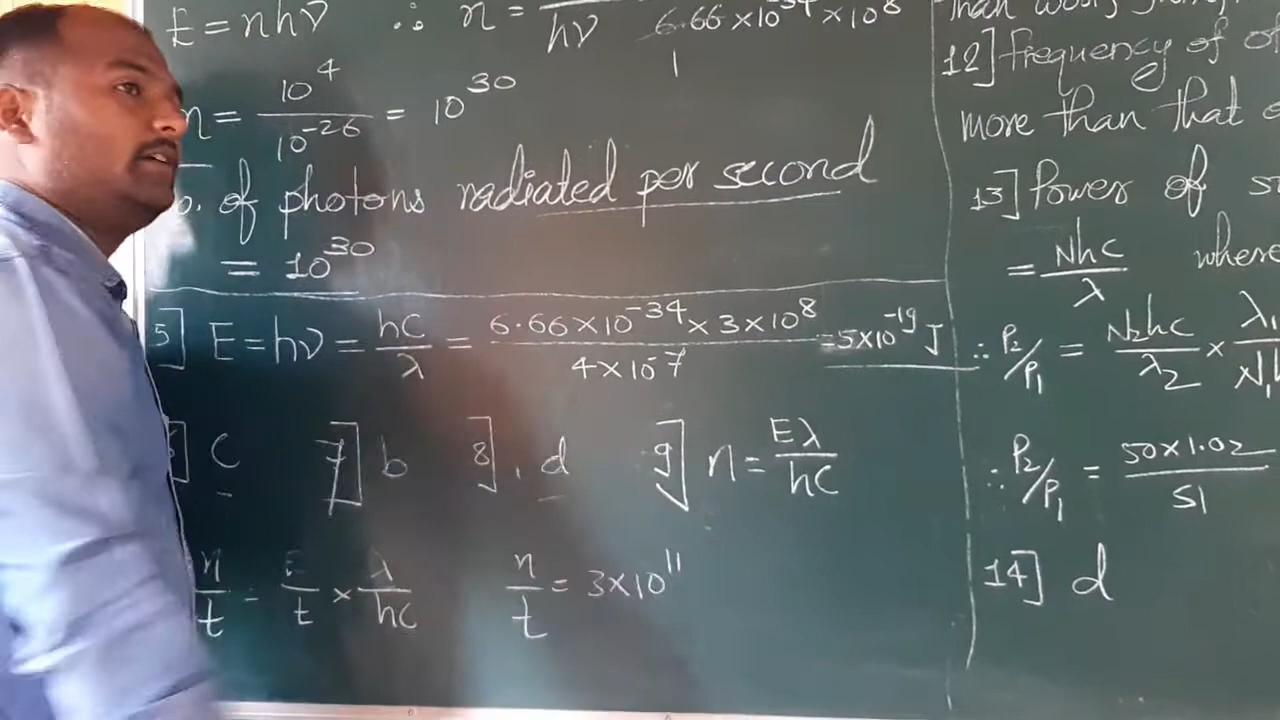 E = nhν ∴ n = / hν 6.66×10⁻³⁴ ×10⁸
1
n = 10⁴ / 10⁻²⁶ = 10³⁰
o. of photons radiated per second
= 10³⁰
5] E = hν = hC / λ = 6.66×10⁻³⁴ × 3×10⁸ / 4×10⁻⁷ = 5×10⁻¹⁹ J
] C 7] b 8]. d 9] n = Eλ / hC
n/t = E/t × λ/hC n/t = 3×10¹¹
12] frequency of
more than that
13] Power of
= NhC / λ where
∴ P₂/P₁ = N₂hC / λ₂ × λ₁ / N₁
∴ P₂/P₁ = 50×1.02 / 51
14] d